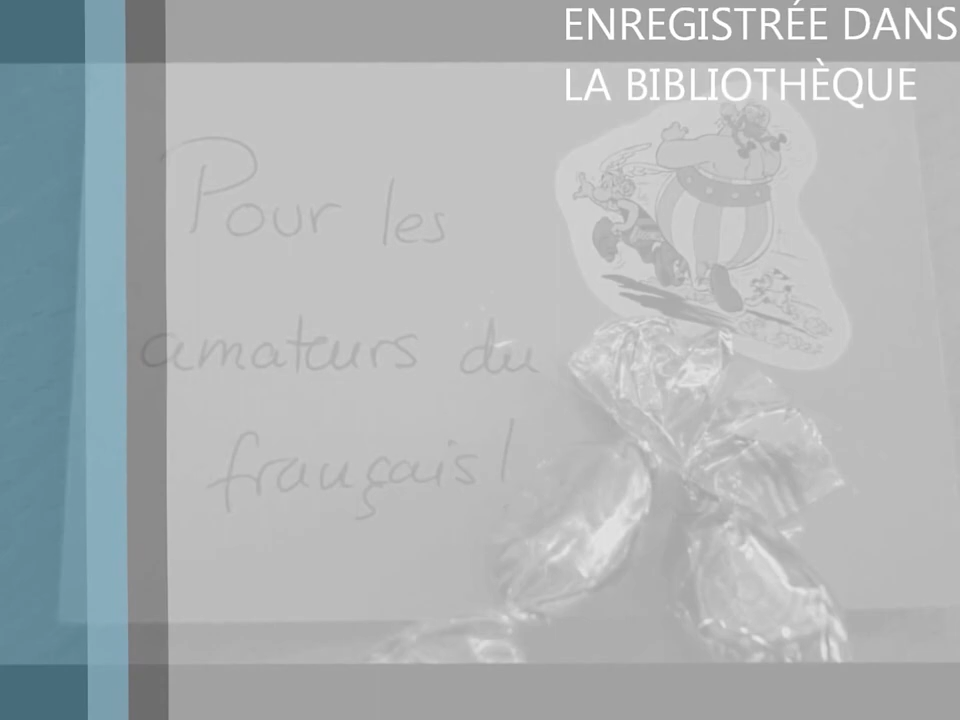 ENREGISTRÉE DANS
LA BIBLIOTHÈQUE
Pour les
amateurs du
français!